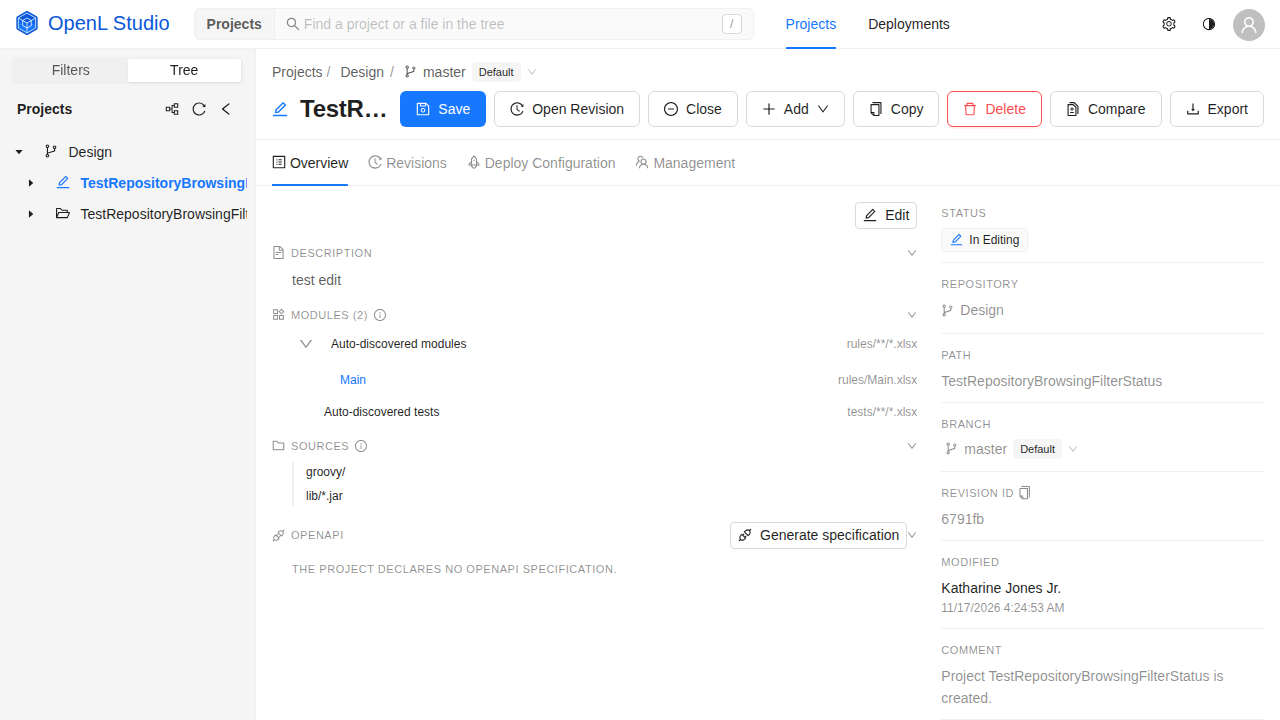 OpenL Studio
Projects
Find a project or a file in the tree
/
Projects
Deployments
Filters
Tree
Projects
Design
TestRepositoryBrowsing
TestRepositoryBrowsingFilt
Projects / Design / master Default
TestR...
Save
Open Revision
Close
Add
Copy
Delete
Compare
Export
Overview
Revisions
Deploy Configuration
Management
Edit
DESCRIPTION
test edit
MODULES (2)
Auto-discovered modules rules/**/*.xlsx
Main rules/Main.xlsx
Auto-discovered tests tests/**/*.xlsx
SOURCES
groovy/
lib/*.jar
OPENAPI
Generate specification
THE PROJECT DECLARES NO OPENAPI SPECIFICATION.
STATUS
In Editing
REPOSITORY
Design
PATH
TestRepositoryBrowsingFilterStatus
BRANCH
master Default
REVISION ID
6791fb
MODIFIED
Katharine Jones Jr.
11/17/2026 4:24:53 AM
COMMENT
Project TestRepositoryBrowsingFilterStatus is
created.